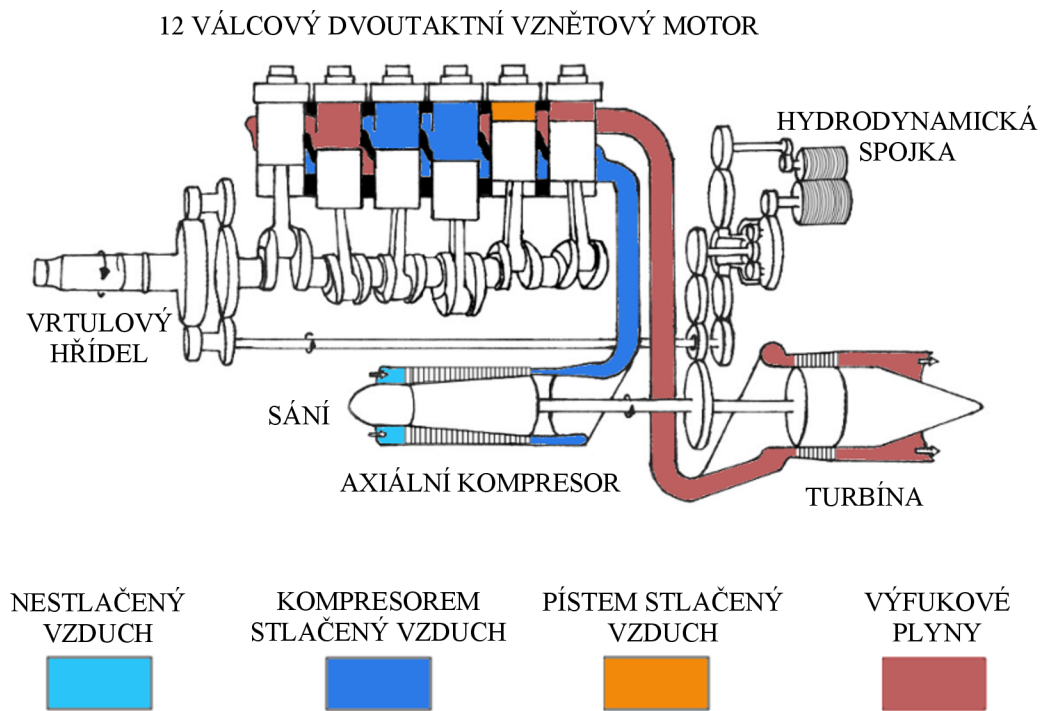 12 VÁLCOVÝ DVOUTAKTNÍ VZNĚTOVÝ MOTOR
HYDRODYNAMICKÁ
SPOJKA
VRTULOVÝ
HŘÍDEL
SÁNÍ
AXIÁLNÍ KOMPRESOR
TURBÍNA
NESTLAČENÝ
VZDUCH
KOMPRESOREM
STLAČENÝ VZDUCH
PÍSTEM STLAČENÝ
VZDUCH
VÝFUKOVÉ
PLYNY